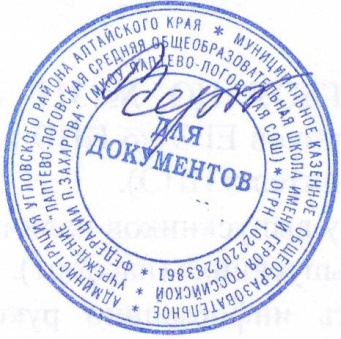 АДМИНИСТРАЦИЯ УГЛОВСКОГО РАЙОНА АЛТАЙСКОГО КРАЯ * МУНИЦИПАЛЬНОЕ КАЗЕННОЕ ОБЩЕОБРАЗОВАТЕЛЬНОЕ
УЧРЕЖДЕНИЕ "ЛАПТЕВО-ЛОГОВСКАЯ СРЕДНЯЯ ОБЩЕОБРАЗОВАТЕЛЬНАЯ ШКОЛА ИМЕНИ ГЕРОЯ РОССИЙСКОЙ
ФЕДЕРАЦИИ П.ЗАХАРОВА" (МКОУ ЛАПТЕВО-ЛОГОВСКАЯ СОШ) * ОГРН 1022202283861 *
ДЛЯ
ДОКУМЕНТОВ